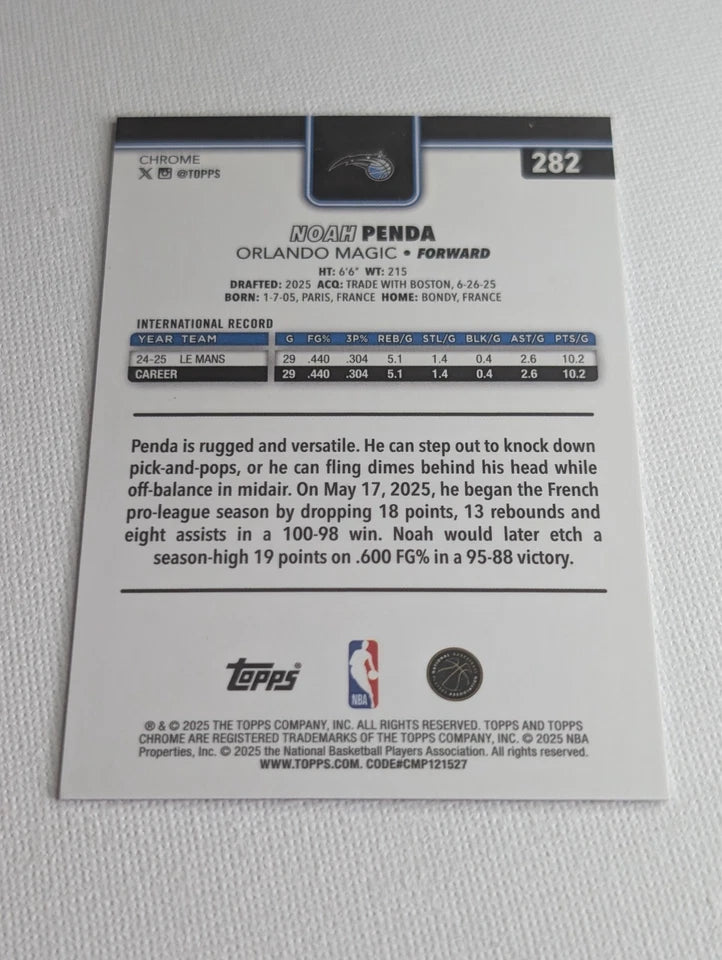 CHROME
X @TOPPS
282
NOAH PENDA
ORLANDO MAGIC • FORWARD
HT: 6'6" WT: 215
DRAFTED: 2025 ACQ: TRADE WITH BOSTON, 6-26-25
BORN: 1-7-05, PARIS, FRANCE HOME: BONDY, FRANCE
INTERNATIONAL RECORD
YEAR TEAM G FG% 3P% REB/G STL/G BLK/G AST/G PTS/G
24-25 LE MANS 29 .440 .304 5.1 1.4 0.4 2.6 10.2
CAREER 29 .440 .304 5.1 1.4 0.4 2.6 10.2
Penda is rugged and versatile. He can step out to knock down
pick-and-pops, or he can fling dimes behind his head while
off-balance in midair. On May 17, 2025, he began the French
pro-league season by dropping 18 points, 13 rebounds and
eight assists in a 100-98 win. Noah would later etch a
season-high 19 points on .600 FG% in a 95-88 victory.
topps®
NBA
® & © 2025 THE TOPPS COMPANY, INC. ALL RIGHTS RESERVED. TOPPS AND TOPPS
CHROME ARE REGISTERED TRADEMARKS OF THE TOPPS COMPANY, INC. © 2025 NBA
Properties, Inc. © 2025 the National Basketball Players Association. All rights reserved.
WWW.TOPPS.COM. CODE#CMP121527